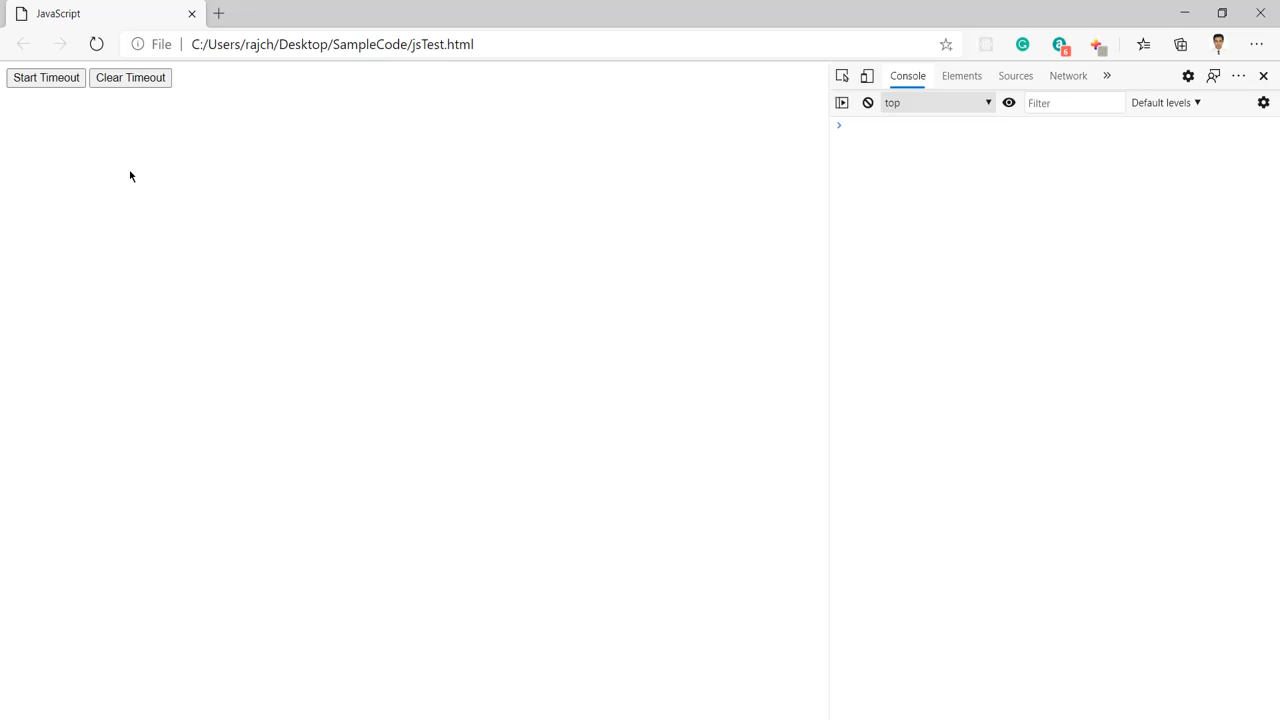 JavaScript
File
C:/Users/rajch/Desktop/SampleCode/jsTest.html
a
6
Start Timeout
Clear Timeout
Console
Elements
Sources
Network
top
Filter
Default levels